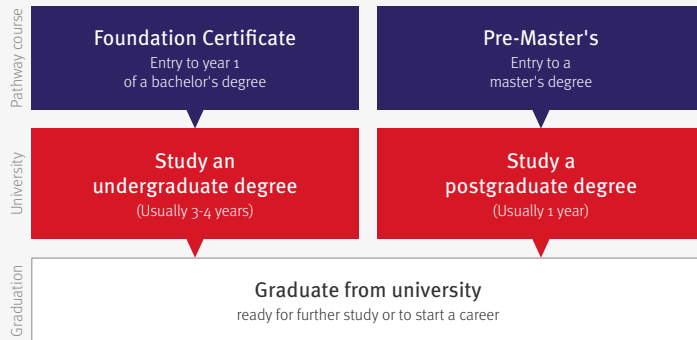 Pathway course
Foundation Certificate
Entry to year 1
of a bachelor's degree
Pre-Master's
Entry to a
master's degree
University
Study an
undergraduate degree
(Usually 3-4 years)
Study a
postgraduate degree
(Usually 1 year)
Graduation
Graduate from university
ready for further study or to start a career